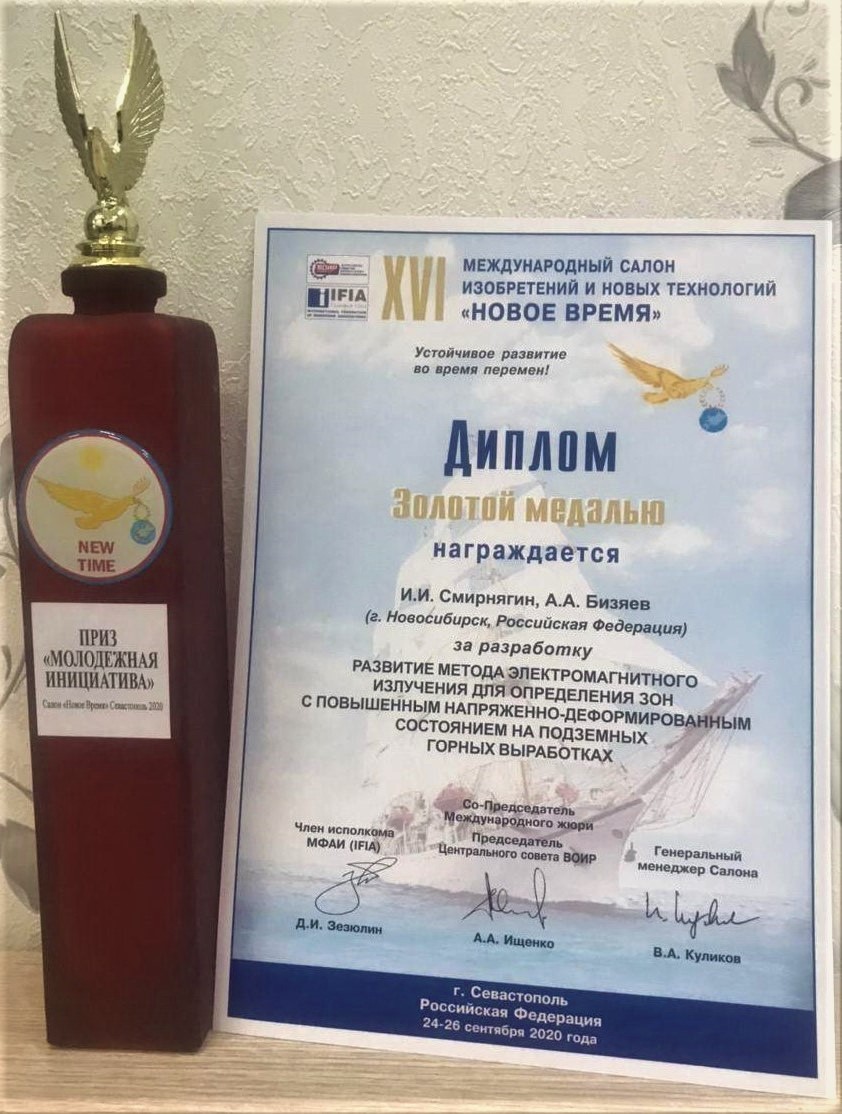 NEW
TIME
ПРИЗ
«МОЛОДЕЖНАЯ
ИНИЦИАТИВА»
Салон «Новое Время» Севастополь 2020
IFIA
XVI
МЕЖДУНАРОДНЫЙ САЛОН
ИЗОБРЕТЕНИЙ И НОВЫХ ТЕХНОЛОГИЙ
«НОВОЕ ВРЕМЯ»
Устойчивое развитие
во время перемен!
Диплом
Золотой медалью
награждается
И.И. Смирнягин, А.А. Бизяев
(г. Новосибирск, Российская Федерация)
за разработку
РАЗВИТИЕ МЕТОДА ЭЛЕКТРОМАГНИТНОГО
ИЗЛУЧЕНИЯ ДЛЯ ОПРЕДЕЛЕНИЯ ЗОН
С ПОВЫШЕННЫМ НАПРЯЖЕННО-ДЕФОРМИРОВАННЫМ
СОСТОЯНИЕМ НА ПОДЗЕМНЫХ
ГОРНЫХ ВЫРАБОТКАХ
Член исполкома
МФАИ (IFIA)
Д.И. Зезюлин
Со-Председатель
Международного жюри
Председатель
Центрального совета ВОИР
А.А. Ищенко
Генеральный
менеджер Салона
В.А. Куликов
г. Севастополь
Российская Федерация
24-26 сентября 2020 года